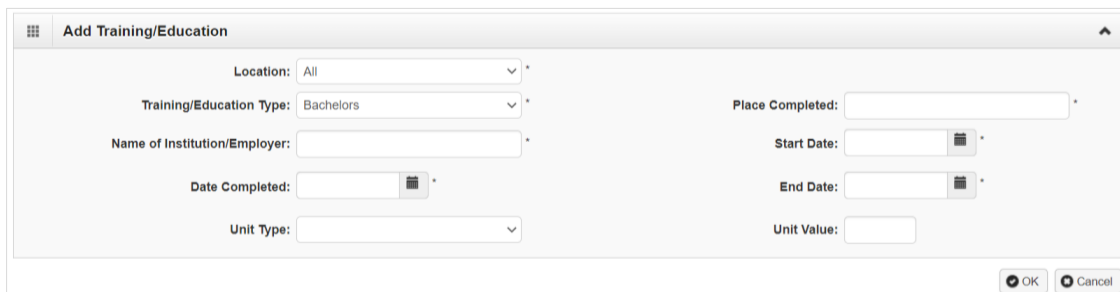 Add Training/Education
Location: All *
Training/Education Type: Bachelors * Place Completed: *
Name of Institution/Employer: * Start Date: *
Date Completed: * End Date: *
Unit Type: Unit Value:
OK Cancel